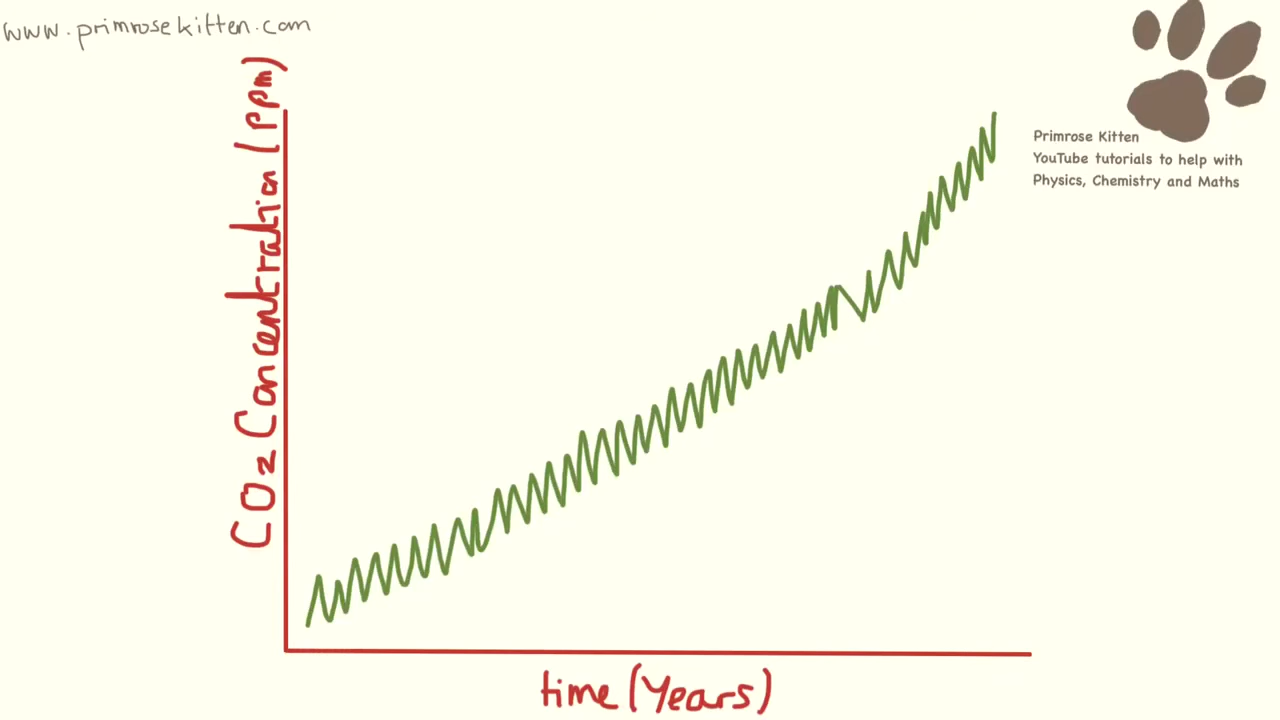 www.primrosekitten.com
CO2 Concentration (ppm)
Primrose Kitten
YouTube tutorials to help with
Physics, Chemistry and Maths
time (Years)